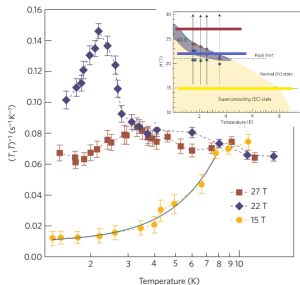 0.16
0.14
0.12
0.10
0.08
0.06
0.04
0.02
0.00
(T₁T)⁻¹ (s⁻¹ K⁻¹)
2 3 4 5 6 7 8 9 10
Temperature (K)
27 T
22 T
15 T
30
25
20
15
10
H (T)
Pauli limit
Normal (N) state
Superconducting (SC) state
2 4 6 8
Temperature (K)